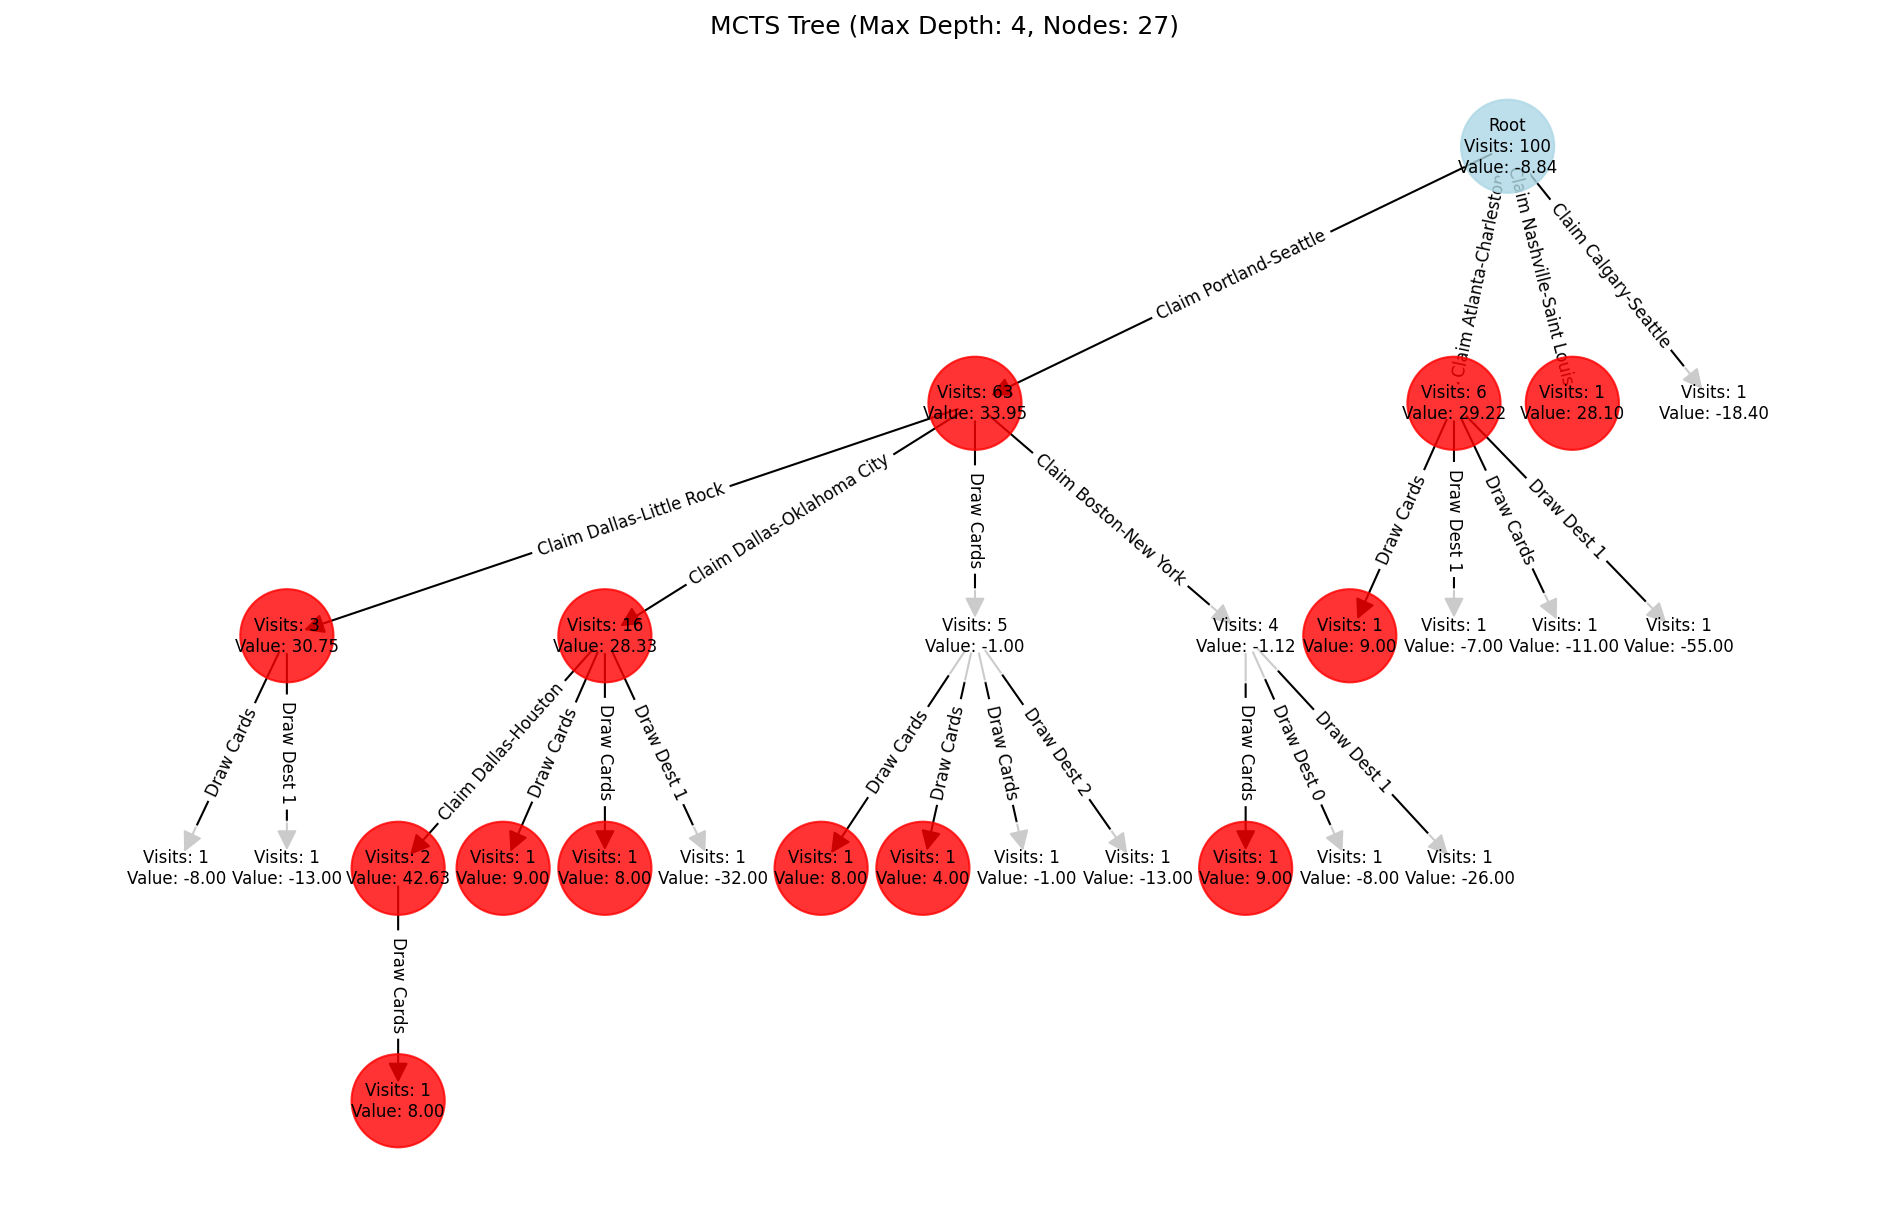 MCTS Tree (Max Depth: 4, Nodes: 27)
Root
Visits: 100
Value: -8.84
Claim Portland-Seattle
Claim Atlanta-Charleston
Claim Nashville-Saint Louis
Claim Calgary-Seattle
Visits: 63
Value: 33.95
Visits: 6
Value: 29.22
Visits: 1
Value: 28.10
Visits: 1
Value: -18.40
Claim Dallas-Little Rock
Claim Dallas-Oklahoma City
Draw Cards
Claim Boston-New York
Draw Cards
Draw Dest 1
Draw Cards
Draw Dest 1
Visits: 3
Value: 30.75
Visits: 16
Value: 28.33
Visits: 5
Value: -1.00
Visits: 4
Value: -1.12
Visits: 1
Value: 9.00
Visits: 1
Value: -7.00
Visits: 1
Value: -11.00
Visits: 1
Value: -55.00
Draw Cards
Draw Dest 1
Claim Dallas-Houston
Draw Cards
Draw Cards
Draw Dest 1
Draw Cards
Draw Cards
Draw Cards
Draw Dest 2
Draw Cards
Draw Dest 0
Draw Dest 1
Visits: 1
Value: -8.00
Visits: 1
Value: -13.00
Visits: 2
Value: 42.63
Visits: 1
Value: 9.00
Visits: 1
Value: 8.00
Visits: 1
Value: -32.00
Visits: 1
Value: 8.00
Visits: 1
Value: 4.00
Visits: 1
Value: -1.00
Visits: 1
Value: -13.00
Visits: 1
Value: 9.00
Visits: 1
Value: -8.00
Visits: 1
Value: -26.00
Draw Cards
Visits: 1
Value: 8.00